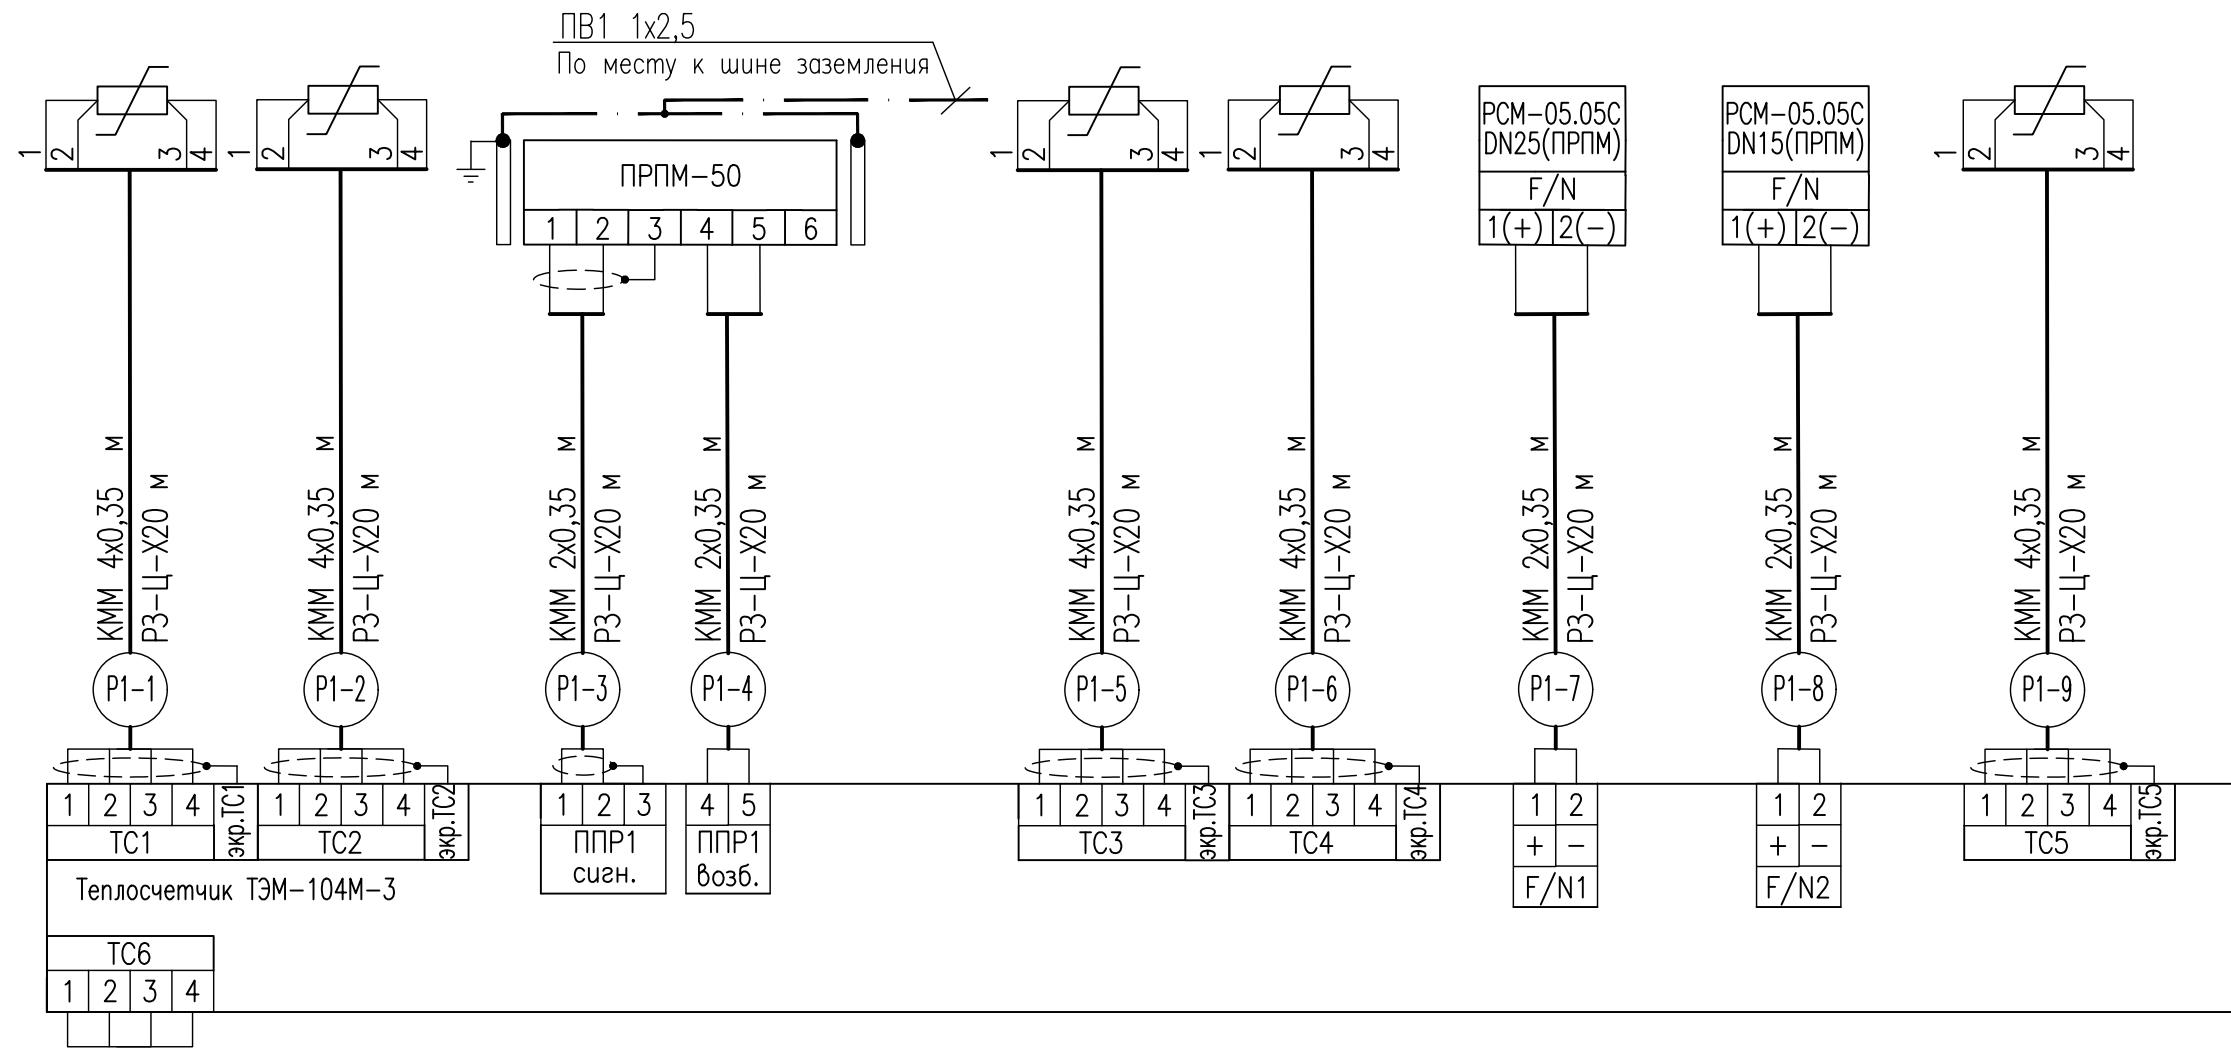 ПВ1 1х2,5
По месту к шине заземления
1 2 3 4
1 2 3 4
ПРПМ-50
1 2 3 4 5 6
1 2 3 4
1 2 3 4
РСМ-05.05С
DN25(ПРПМ)
F/N
1(+) 2(-)
РСМ-05.05С
DN15(ПРПМ)
F/N
1(+) 2(-)
1 2 3 4
КММ 4х0,35 м
РЗ-Ц-Х20 м
КММ 4х0,35 м
РЗ-Ц-Х20 м
КММ 2х0,35 м
РЗ-Ц-Х20 м
КММ 2х0,35 м
РЗ-Ц-Х20 м
КММ 4х0,35 м
РЗ-Ц-Х20 м
КММ 4х0,35 м
РЗ-Ц-Х20 м
КММ 2х0,35 м
РЗ-Ц-Х20 м
КММ 2х0,35 м
РЗ-Ц-Х20 м
КММ 4х0,35 м
РЗ-Ц-Х20 м
Р1-1
Р1-2
Р1-3
Р1-4
Р1-5
Р1-6
Р1-7
Р1-8
Р1-9
1 2 3 4
ТС1
экр.ТС1
1 2 3 4
ТС2
экр.ТС2
1 2 3
ППР1
сигн.
4 5
ППР1
возб.
1 2 3 4
ТС3
экр.ТС3
1 2 3 4
ТС4
экр.ТС4
1 2
+ -
F/N1
1 2
+ -
F/N2
1 2 3 4
ТС5
экр.ТС5
Теплосчетчик ТЭМ-104М-3
ТС6
1 2 3 4